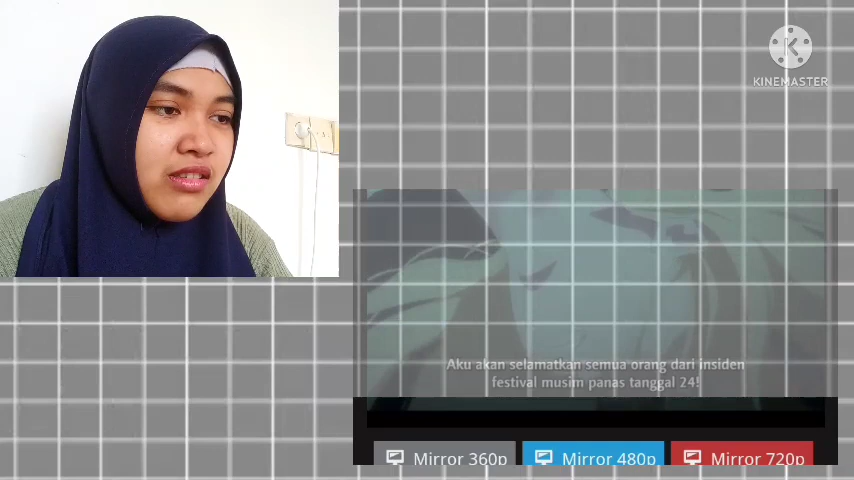 KINEMASTER
Aku akan selamatkan semua orang dari insiden
festival musim panas tanggal 24!
Mirror 360p Mirror 480p Mirror 720p